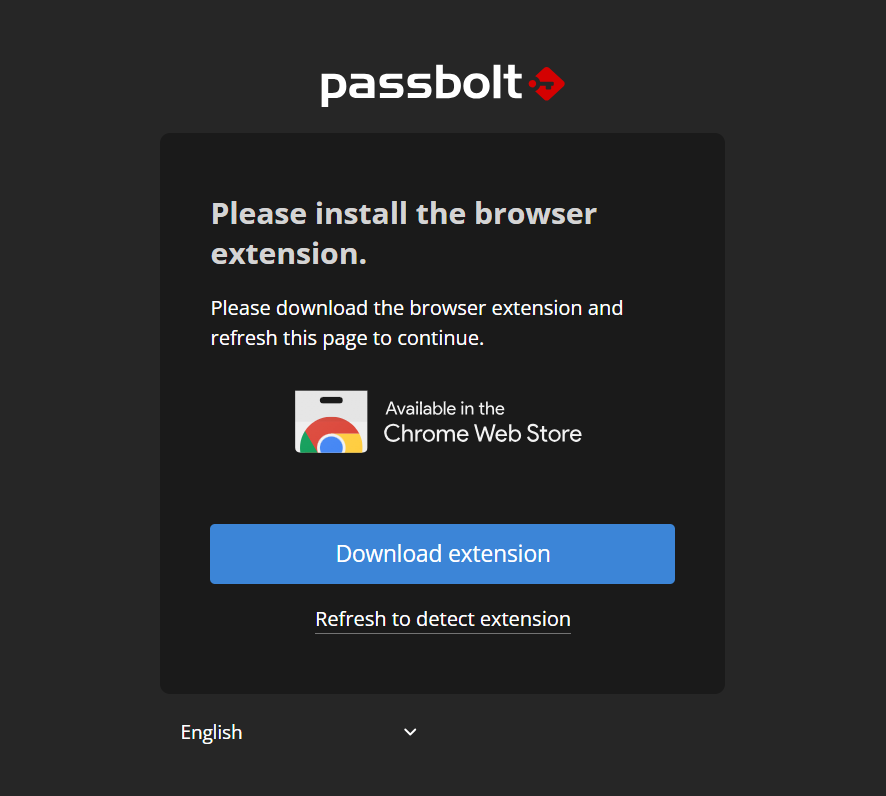 passbolt
Please install the browser
extension.
Please download the browser extension and
refresh this page to continue.
Available in the
Chrome Web Store
Download extension
Refresh to detect extension
English